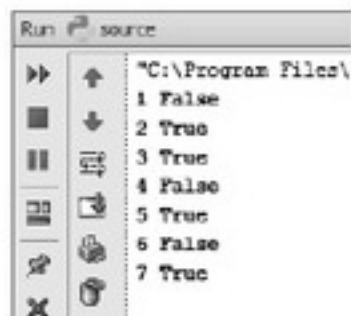 Run source
"C:\Program Files\
1 False
2 True
3 True
4 False
5 True
6 False
7 True